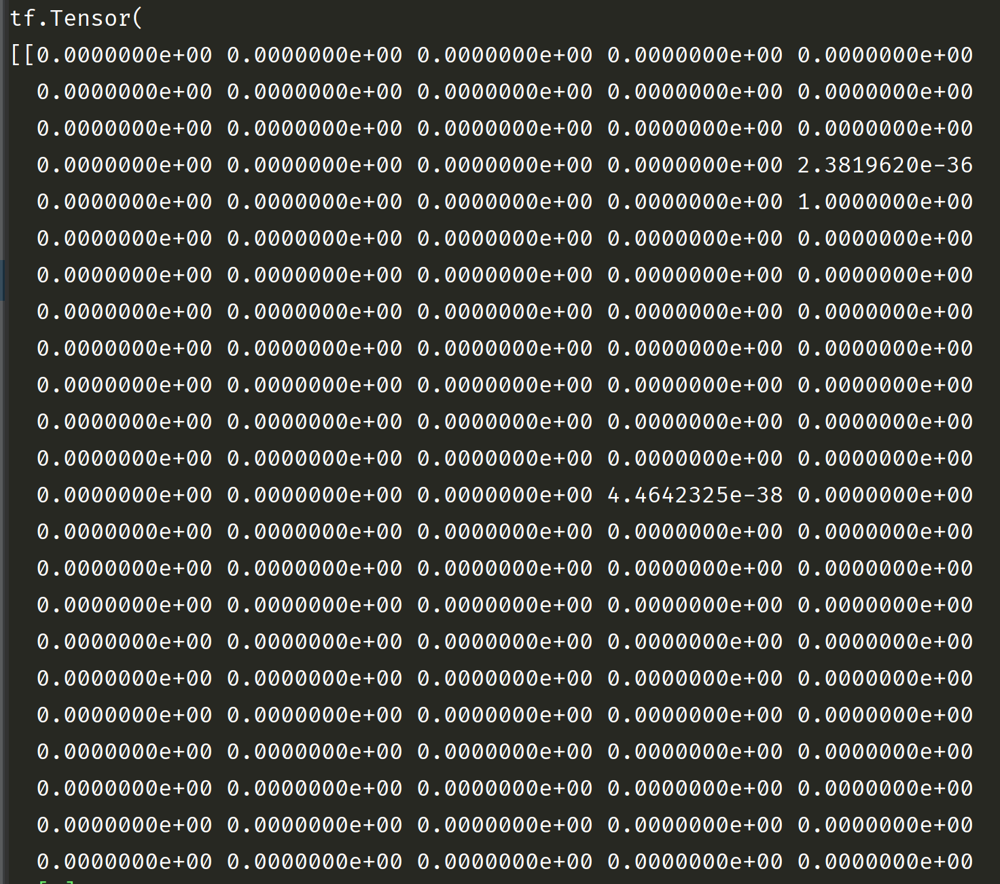 tf.Tensor(
[[0.0000000e+00 0.0000000e+00 0.0000000e+00 0.0000000e+00 0.0000000e+00
0.0000000e+00 0.0000000e+00 0.0000000e+00 0.0000000e+00 0.0000000e+00
0.0000000e+00 0.0000000e+00 0.0000000e+00 0.0000000e+00 0.0000000e+00
0.0000000e+00 0.0000000e+00 0.0000000e+00 0.0000000e+00 2.3819620e-36
0.0000000e+00 0.0000000e+00 0.0000000e+00 0.0000000e+00 1.0000000e+00
0.0000000e+00 0.0000000e+00 0.0000000e+00 0.0000000e+00 0.0000000e+00
0.0000000e+00 0.0000000e+00 0.0000000e+00 0.0000000e+00 0.0000000e+00
0.0000000e+00 0.0000000e+00 0.0000000e+00 0.0000000e+00 0.0000000e+00
0.0000000e+00 0.0000000e+00 0.0000000e+00 0.0000000e+00 0.0000000e+00
0.0000000e+00 0.0000000e+00 0.0000000e+00 0.0000000e+00 0.0000000e+00
0.0000000e+00 0.0000000e+00 0.0000000e+00 0.0000000e+00 0.0000000e+00
0.0000000e+00 0.0000000e+00 0.0000000e+00 0.0000000e+00 0.0000000e+00
0.0000000e+00 0.0000000e+00 0.0000000e+00 4.4642325e-38 0.0000000e+00
0.0000000e+00 0.0000000e+00 0.0000000e+00 0.0000000e+00 0.0000000e+00
0.0000000e+00 0.0000000e+00 0.0000000e+00 0.0000000e+00 0.0000000e+00
0.0000000e+00 0.0000000e+00 0.0000000e+00 0.0000000e+00 0.0000000e+00
0.0000000e+00 0.0000000e+00 0.0000000e+00 0.0000000e+00 0.0000000e+00
0.0000000e+00 0.0000000e+00 0.0000000e+00 0.0000000e+00 0.0000000e+00
0.0000000e+00 0.0000000e+00 0.0000000e+00 0.0000000e+00 0.0000000e+00
0.0000000e+00 0.0000000e+00 0.0000000e+00 0.0000000e+00 0.0000000e+00
0.0000000e+00 0.0000000e+00 0.0000000e+00 0.0000000e+00 0.0000000e+00
0.0000000e+00 0.0000000e+00 0.0000000e+00 0.0000000e+00 0.0000000e+00
0.0000000e+00 0.0000000e+00 0.0000000e+00 0.0000000e+00 0.0000000e+00